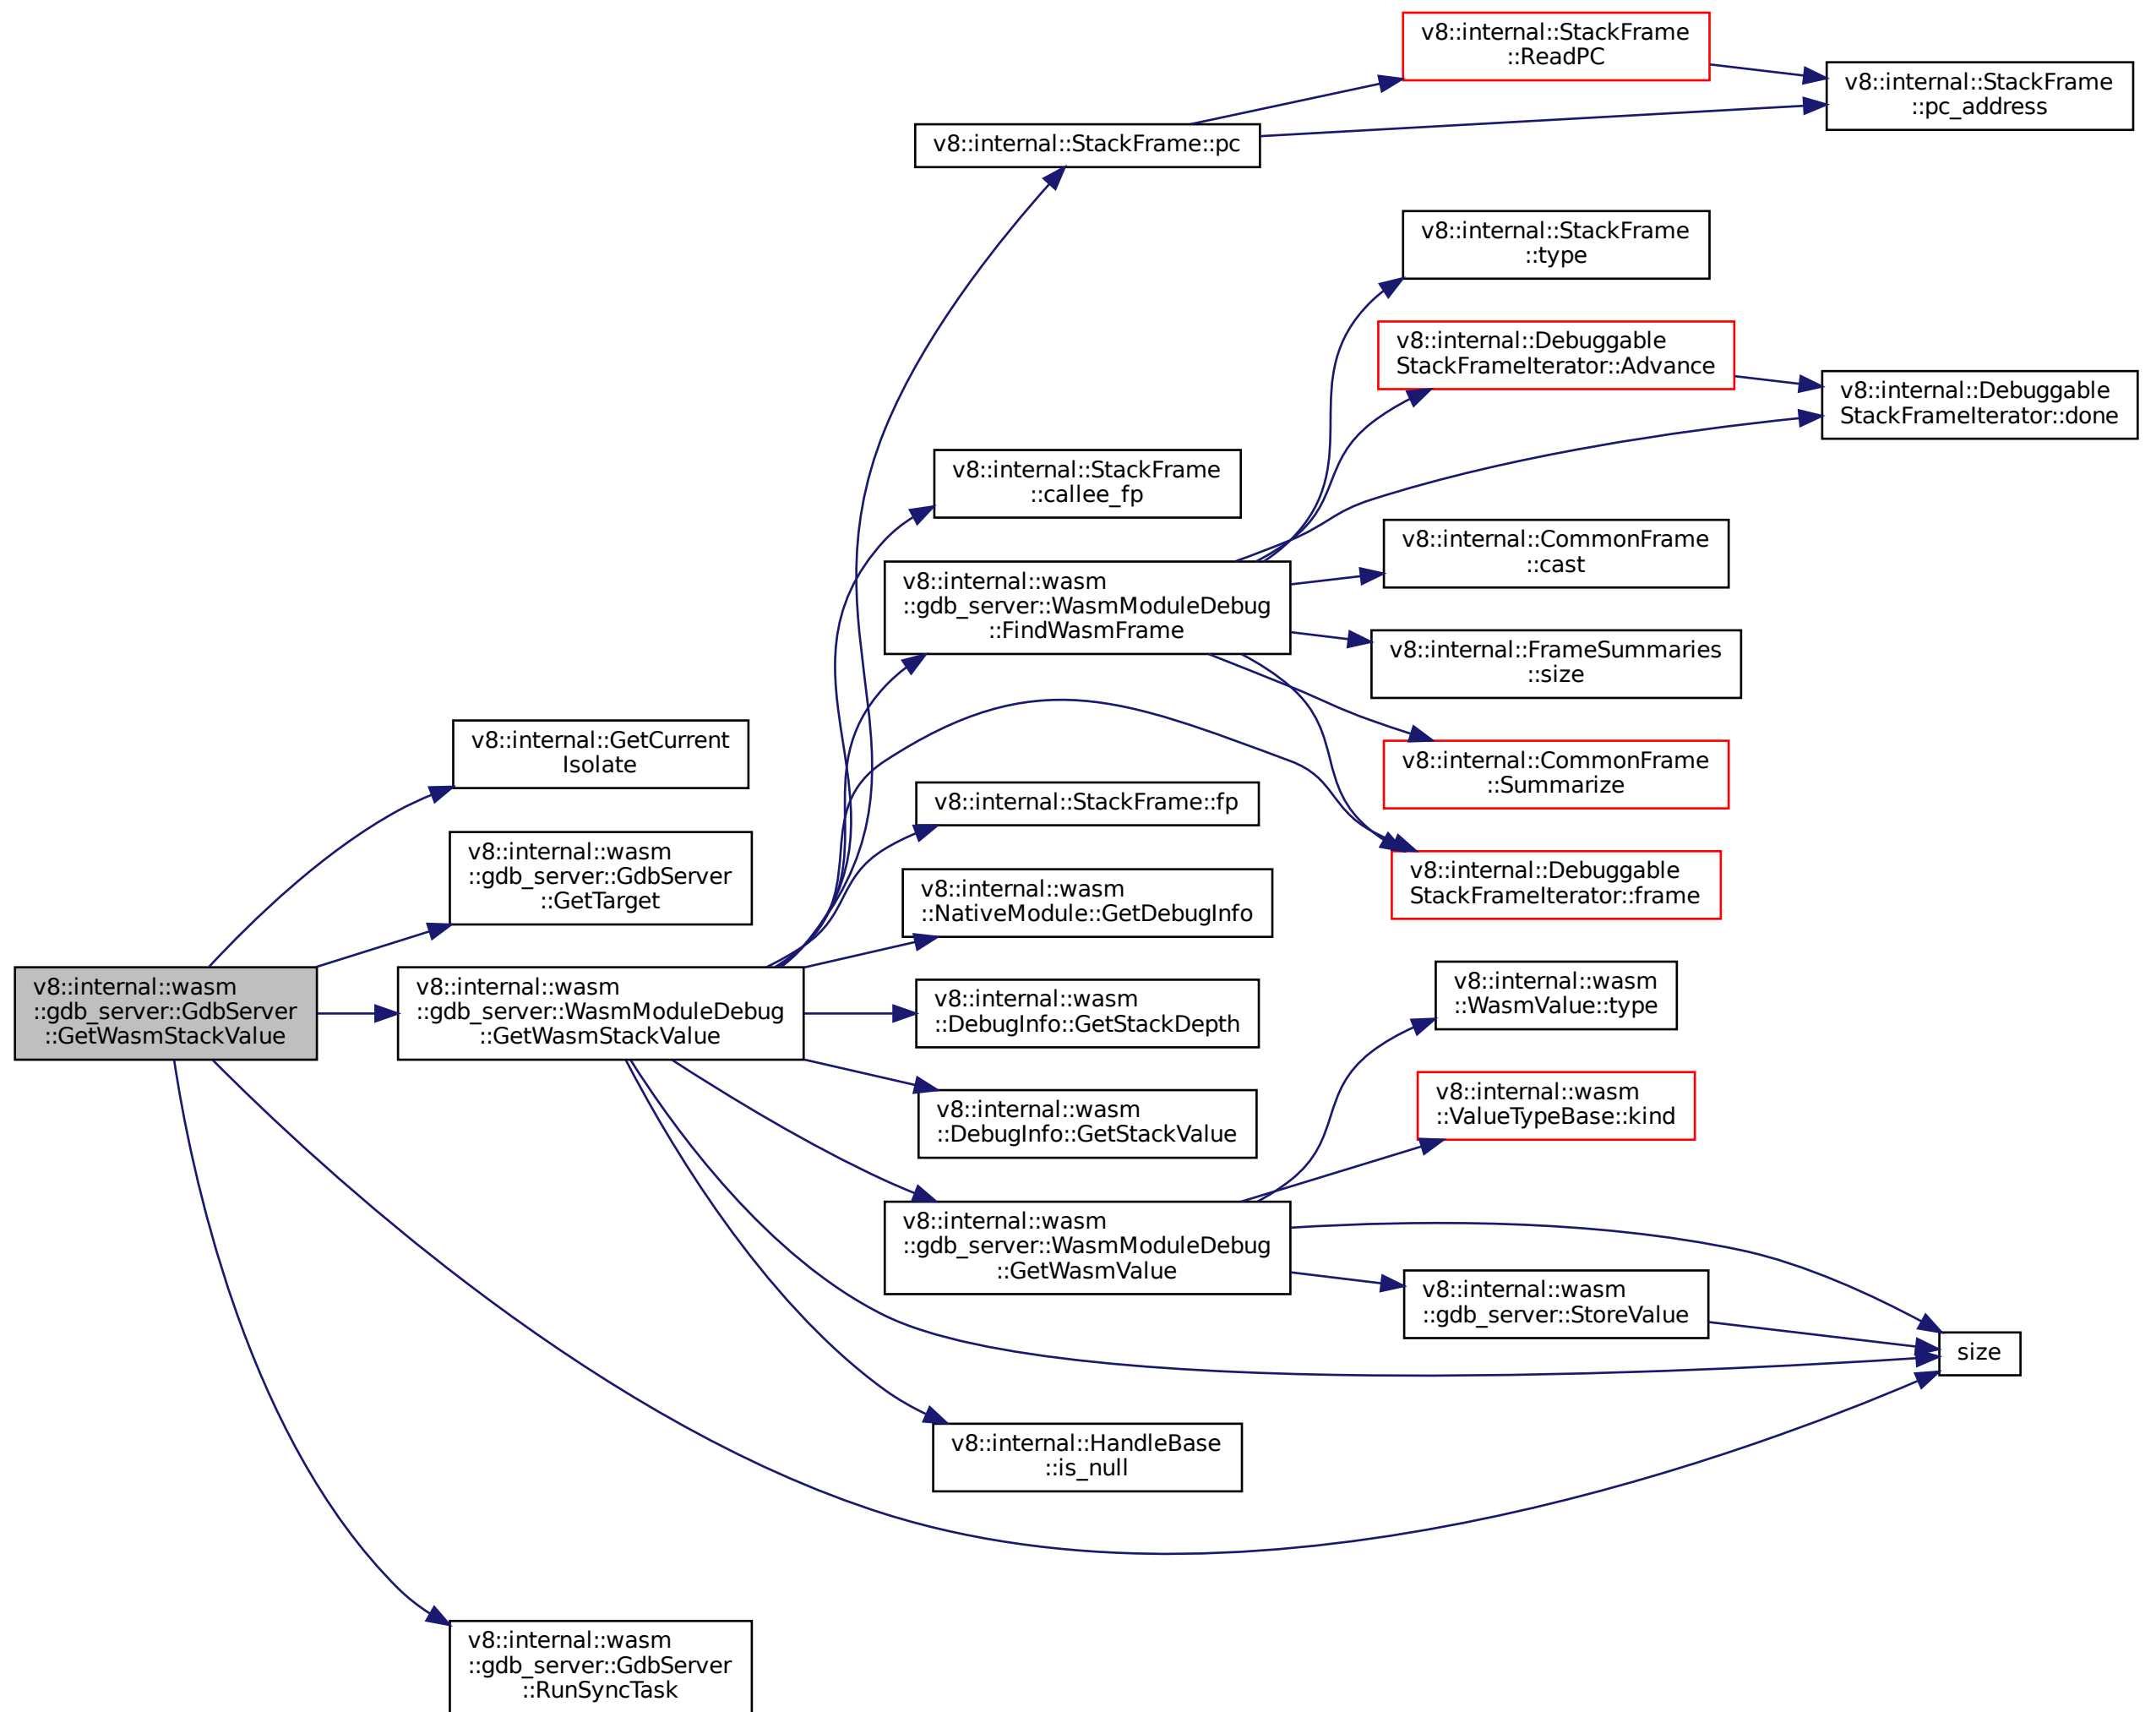 v8::internal::StackFrame
::ReadPC
v8::internal::StackFrame
::pc_address
v8::internal::StackFrame::pc
v8::internal::StackFrame
::type
v8::internal::Debuggable
StackFrameIterator::Advance
v8::internal::Debuggable
StackFrameIterator::done
v8::internal::StackFrame
::callee_fp
v8::internal::CommonFrame
::cast
v8::internal::wasm
::gdb_server::WasmModuleDebug
::FindWasmFrame
v8::internal::FrameSummaries
::size
v8::internal::GetCurrent
Isolate
v8::internal::CommonFrame
::Summarize
v8::internal::StackFrame::fp
v8::internal::wasm
::gdb_server::GdbServer
::GetTarget
v8::internal::Debuggable
StackFrameIterator::frame
v8::internal::wasm
::NativeModule::GetDebugInfo
v8::internal::wasm
::gdb_server::GdbServer
::GetWasmStackValue
v8::internal::wasm
::gdb_server::WasmModuleDebug
::GetWasmStackValue
v8::internal::wasm
::DebugInfo::GetStackDepth
v8::internal::wasm
::WasmValue::type
v8::internal::wasm
::DebugInfo::GetStackValue
v8::internal::wasm
::ValueTypeBase::kind
v8::internal::wasm
::gdb_server::WasmModuleDebug
::GetWasmValue
v8::internal::wasm
::gdb_server::StoreValue
size
v8::internal::HandleBase
::is_null
v8::internal::wasm
::gdb_server::GdbServer
::RunSyncTask